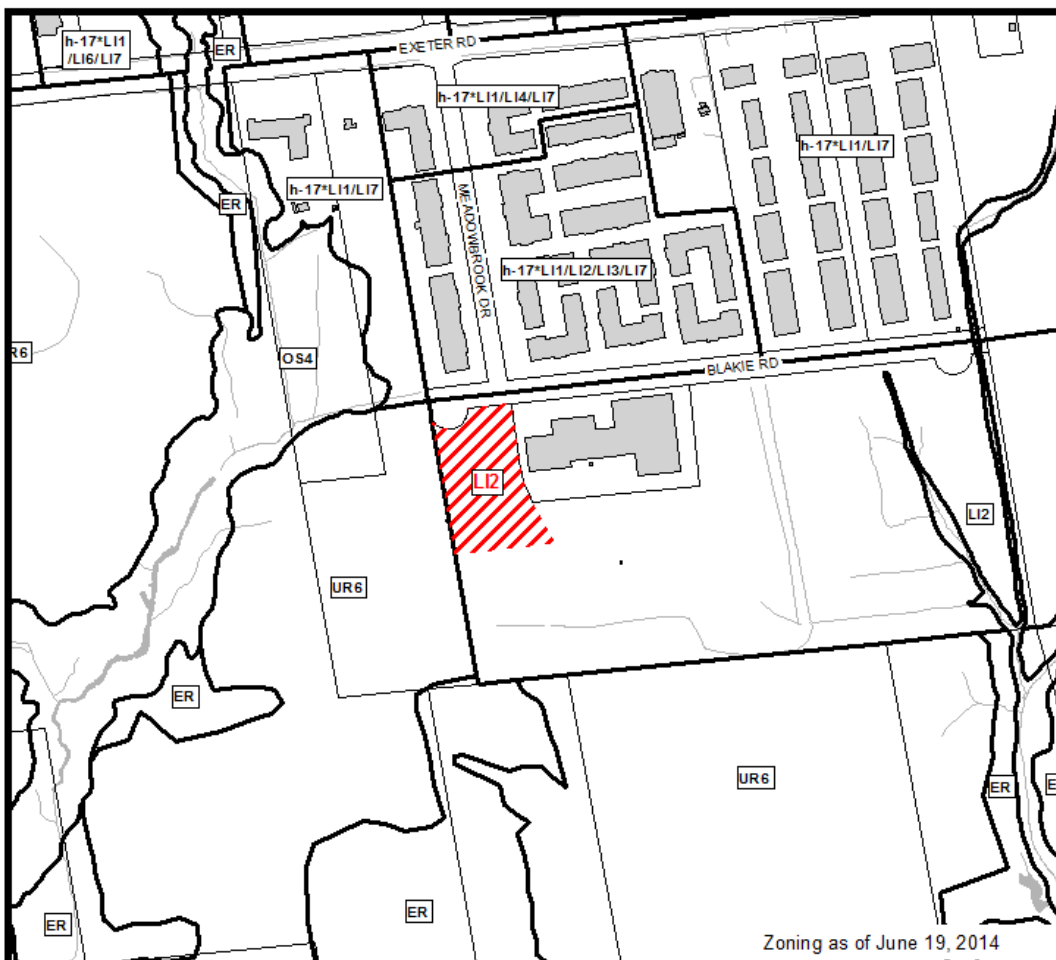 h-17*LI1
/LI6/LI7
ER
EXETER RD
h-17*LI1/LI4/LI7
h-17*LI1/LI7
h-17*LI1/LI7
ER
MEADOWBROOK DR
h-17*LI1/LI2/LI3/LI7
R6
OS4
BLAKIE RD
LI2
LI2
UR6
ER
UR6
ER
E
ER
ER
Zoning as of June 19, 2014